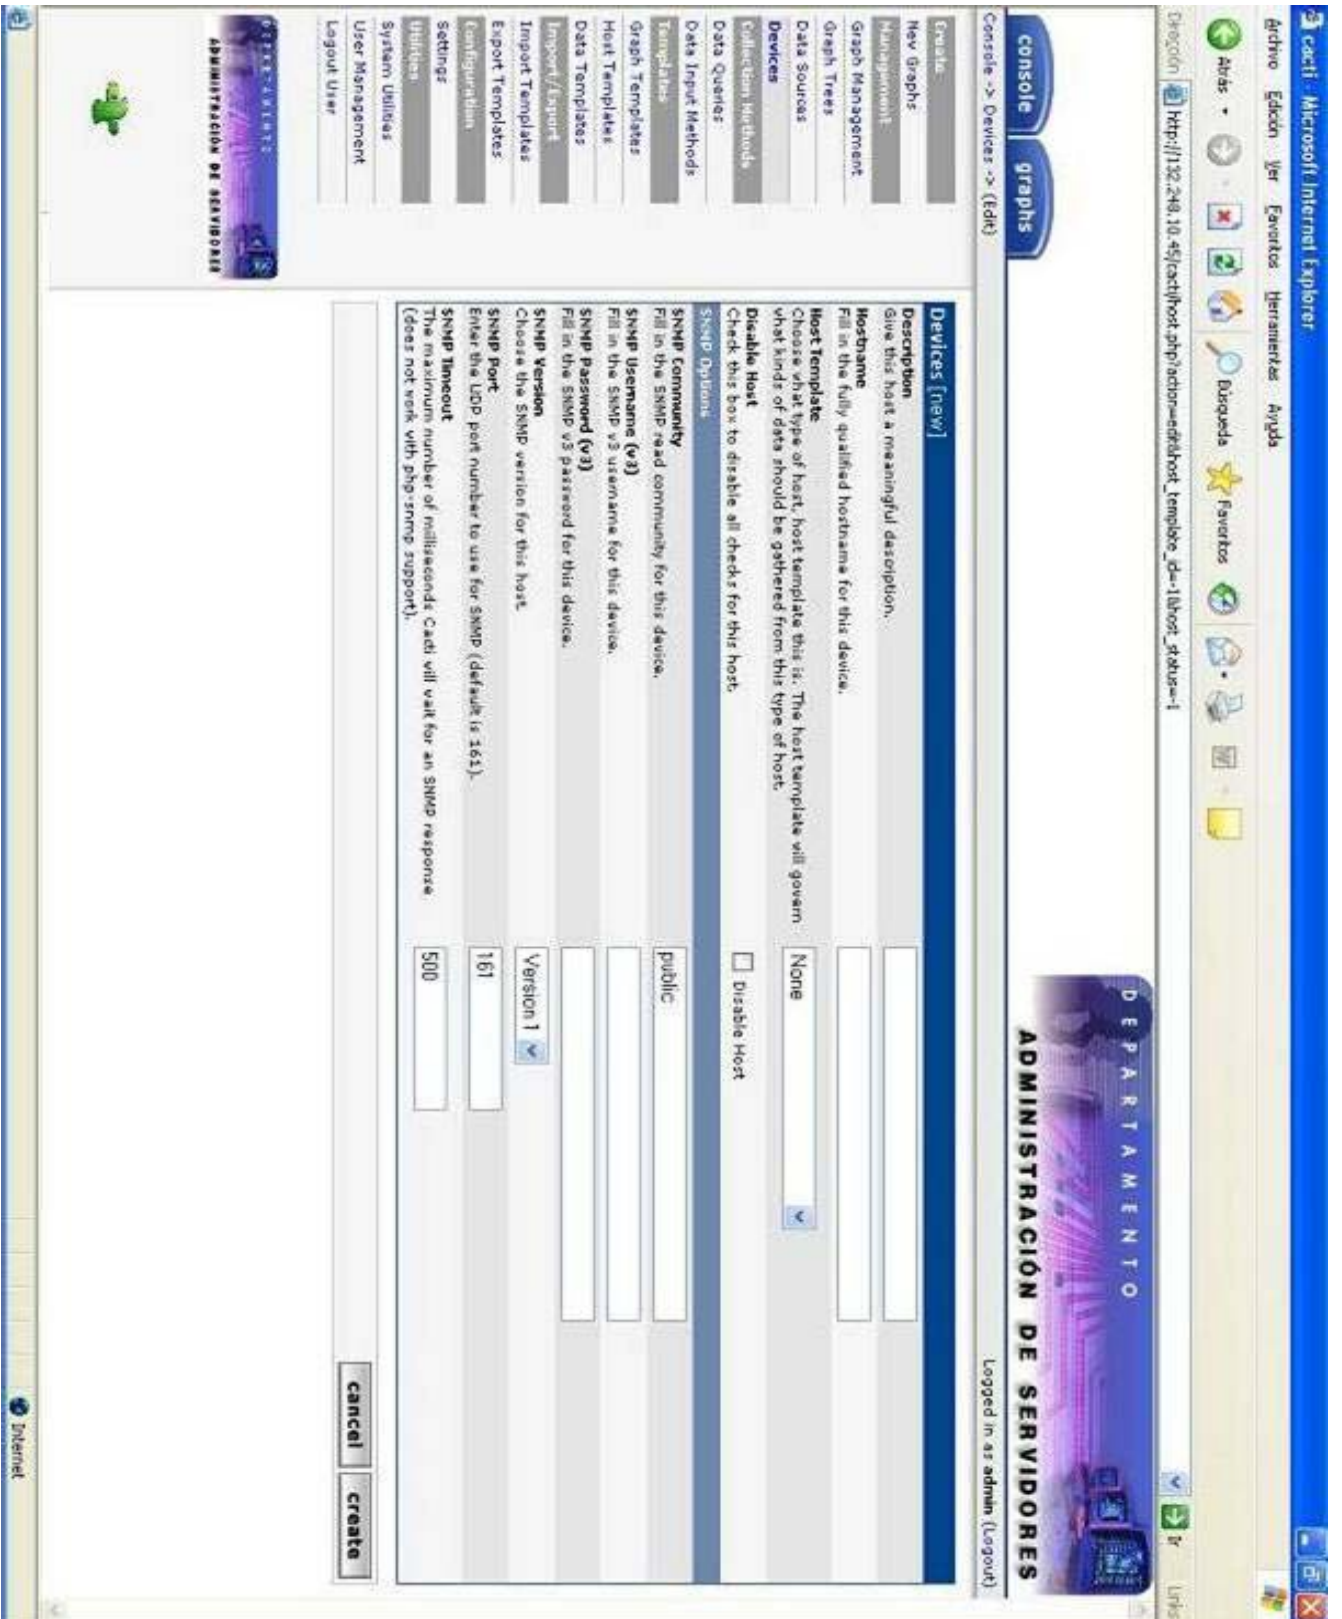 cacti - Microsoft Internet Explorer
Archivo Edición Ver Favoritos Herramientas Ayuda
Atrás Búsqueda Favoritos
Dirección http://132.248.10.45/cacti/host.php?action=edit&host_template_id=-1&host_status=-1 Ir Links
console graphs
DEPARTAMENTO
ADMINISTRACIÓN DE SERVIDORES
Console -> Devices -> (Edit) Logged in as admin (Logout)
Create
New Graphs
Management
Graph Management
Graph Trees
Data Sources
Devices
Collection Methods
Data Queries
Data Input Methods
Templates
Graph Templates
Host Templates
Data Templates
Import/Export
Import Templates
Export Templates
Configuration
Settings
Utilities
System Utilities
User Management
Logout User
DEPARTAMENTO
ADMINISTRACIÓN DE SERVIDORES
Devices [new]
Description
Give this host a meaningful description.
Hostname
Fill in the fully qualified hostname for this device.
Host Template
Choose what type of host, host template this is. The host template will govern
what kinds of data should be gathered from this type of host.
None
Disable Host
Check this box to disable all checks for this host.
Disable Host
SNMP Options
SNMP Community
Fill in the SNMP read community for this device.
public
SNMP Username (v3)
Fill in the SNMP v3 username for this device.
SNMP Password (v3)
Fill in the SNMP v3 password for this device.
SNMP Version
Choose the SNMP version for this host.
Version 1
SNMP Port
Enter the UDP port number to use for SNMP (default is 161).
161
SNMP Timeout
The maximum number of milliseconds Cacti will wait for an SNMP response
(does not work with php-snmp support).
500
cancel create
Internet